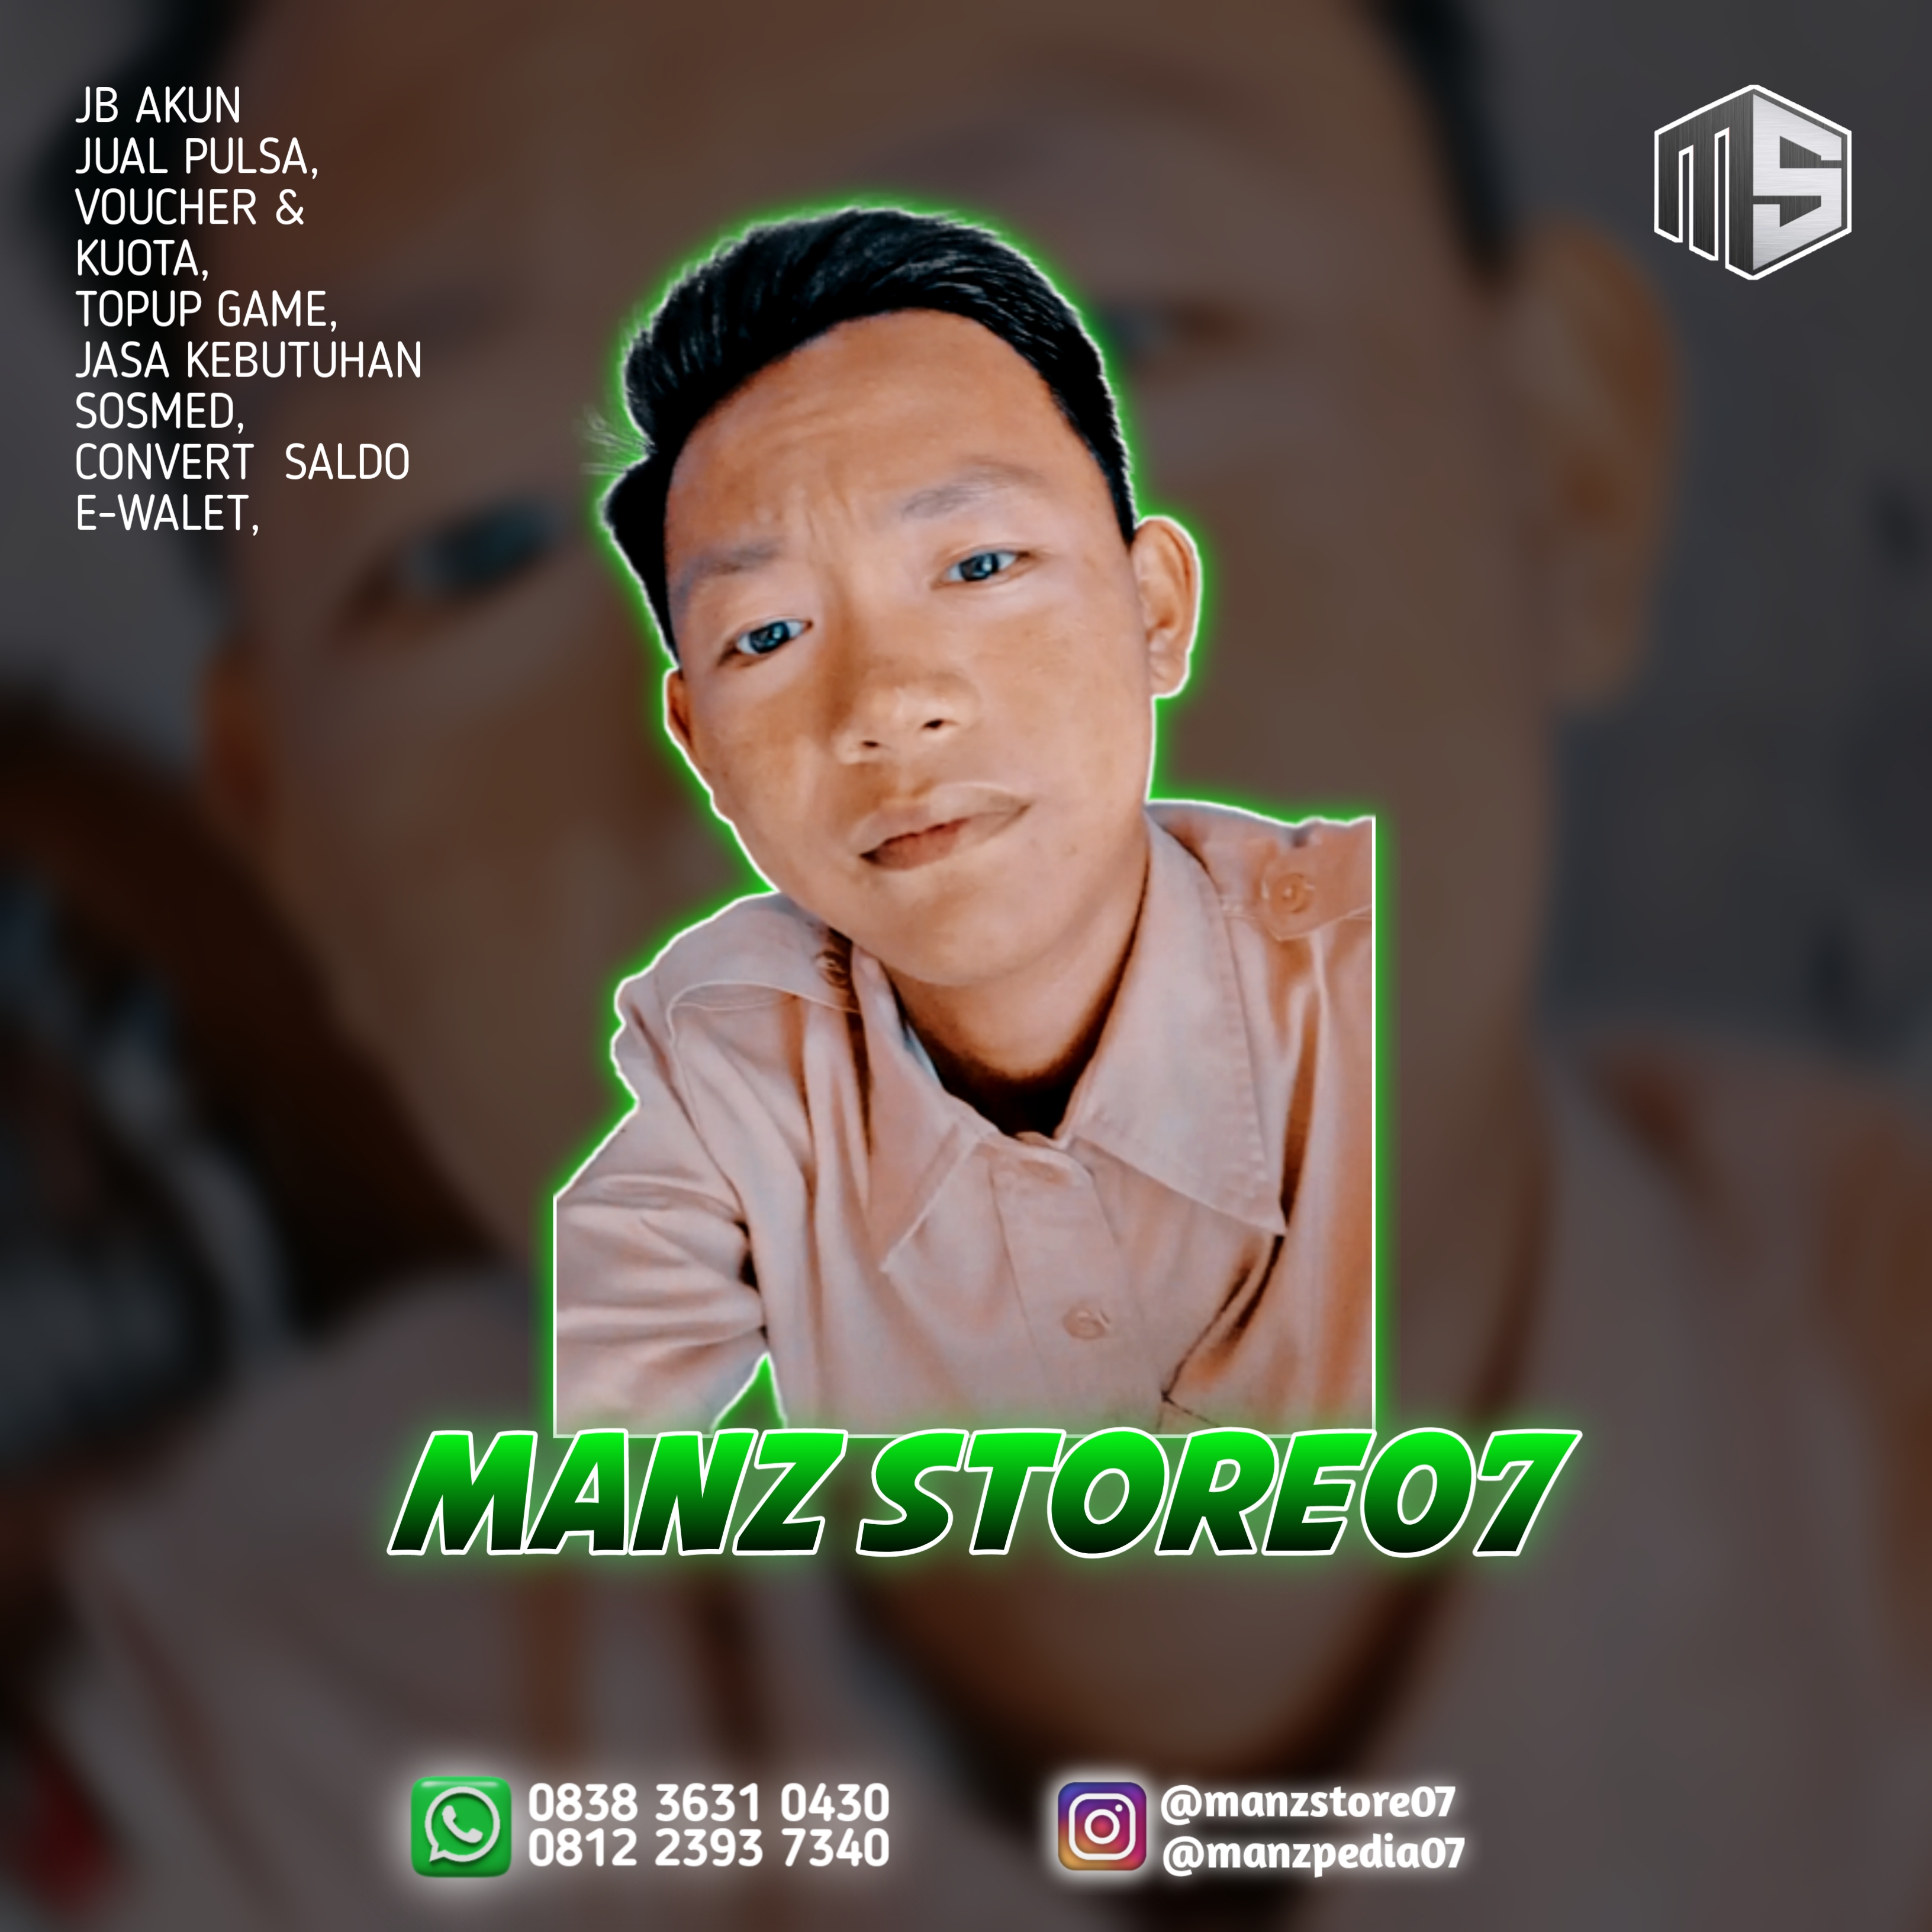 JB AKUN
JUAL PULSA,
VOUCHER &
KUOTA,
TOPUP GAME,
JASA KEBUTUHAN
SOSMED,
CONVERT SALDO
E-WALET,
MS
MANZ STORE07
0838 3631 0430
0812 2393 7340
@manzstore07
@manzpedia07